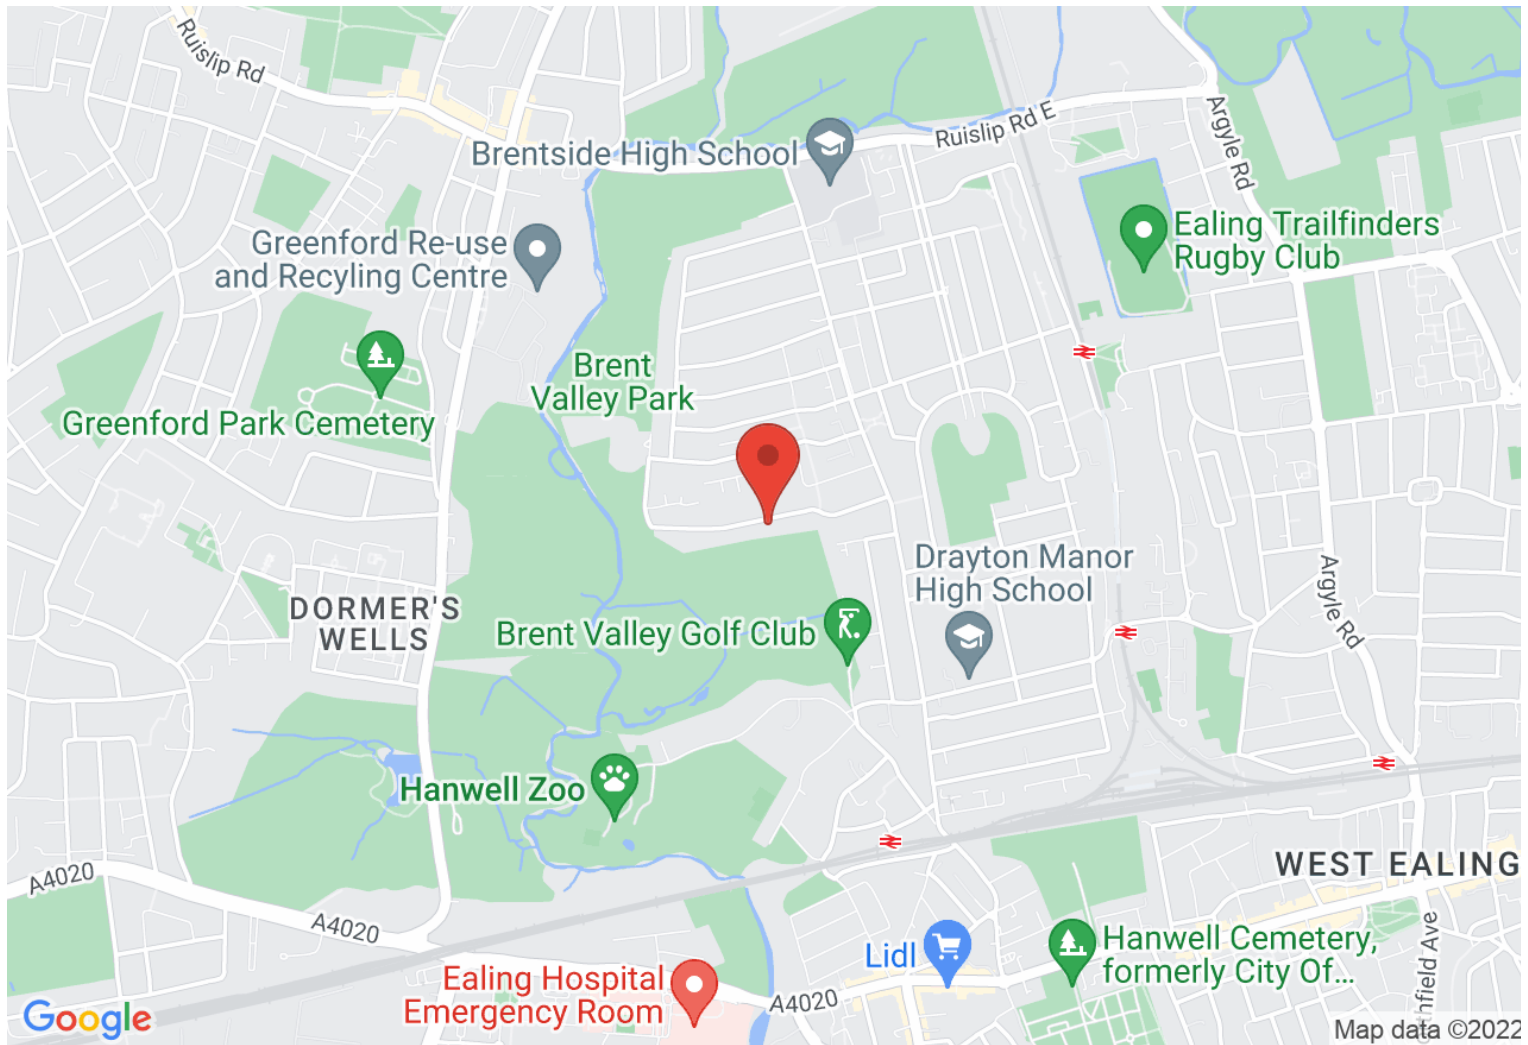 Ruislip Rd
Ruislip Rd E
Argyle Rd
Brentside High School
Ealing Trailfinders
Rugby Club
Greenford Re-use
and Recyling Centre
Brent
Valley Park
Greenford Park Cemetery
Drayton Manor
High School
Argyle Rd
DORMER'S
WELLS
Brent Valley Golf Club
Hanwell Zoo
WEST EALING
A4020
A4020
Lidl
Hanwell Cemetery,
formerly City Of...
Ealing Hospital
Emergency Room
A4020
thfield Ave
Google
Map data ©2022